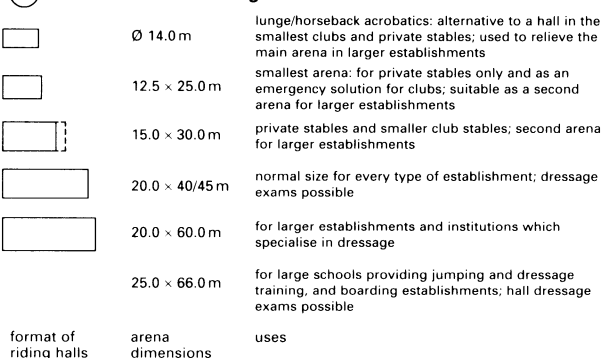 Ø 14.0 m
lunge/horseback acrobatics: alternative to a hall in the
smallest clubs and private stables; used to relieve the
main arena in larger establishments
12.5 × 25.0 m
smallest arena: for private stables only and as an
emergency solution for clubs; suitable as a second
arena for larger establishments
15.0 × 30.0 m
private stables and smaller club stables; second arena
for larger establishments
20.0 × 40/45 m
normal size for every type of establishment; dressage
exams possible
20.0 × 60.0 m
for larger establishments and institutions which
specialise in dressage
25.0 × 66.0 m
for large schools providing jumping and dressage
training, and boarding establishments; hall dressage
exams possible
format of
riding halls
arena
dimensions
uses